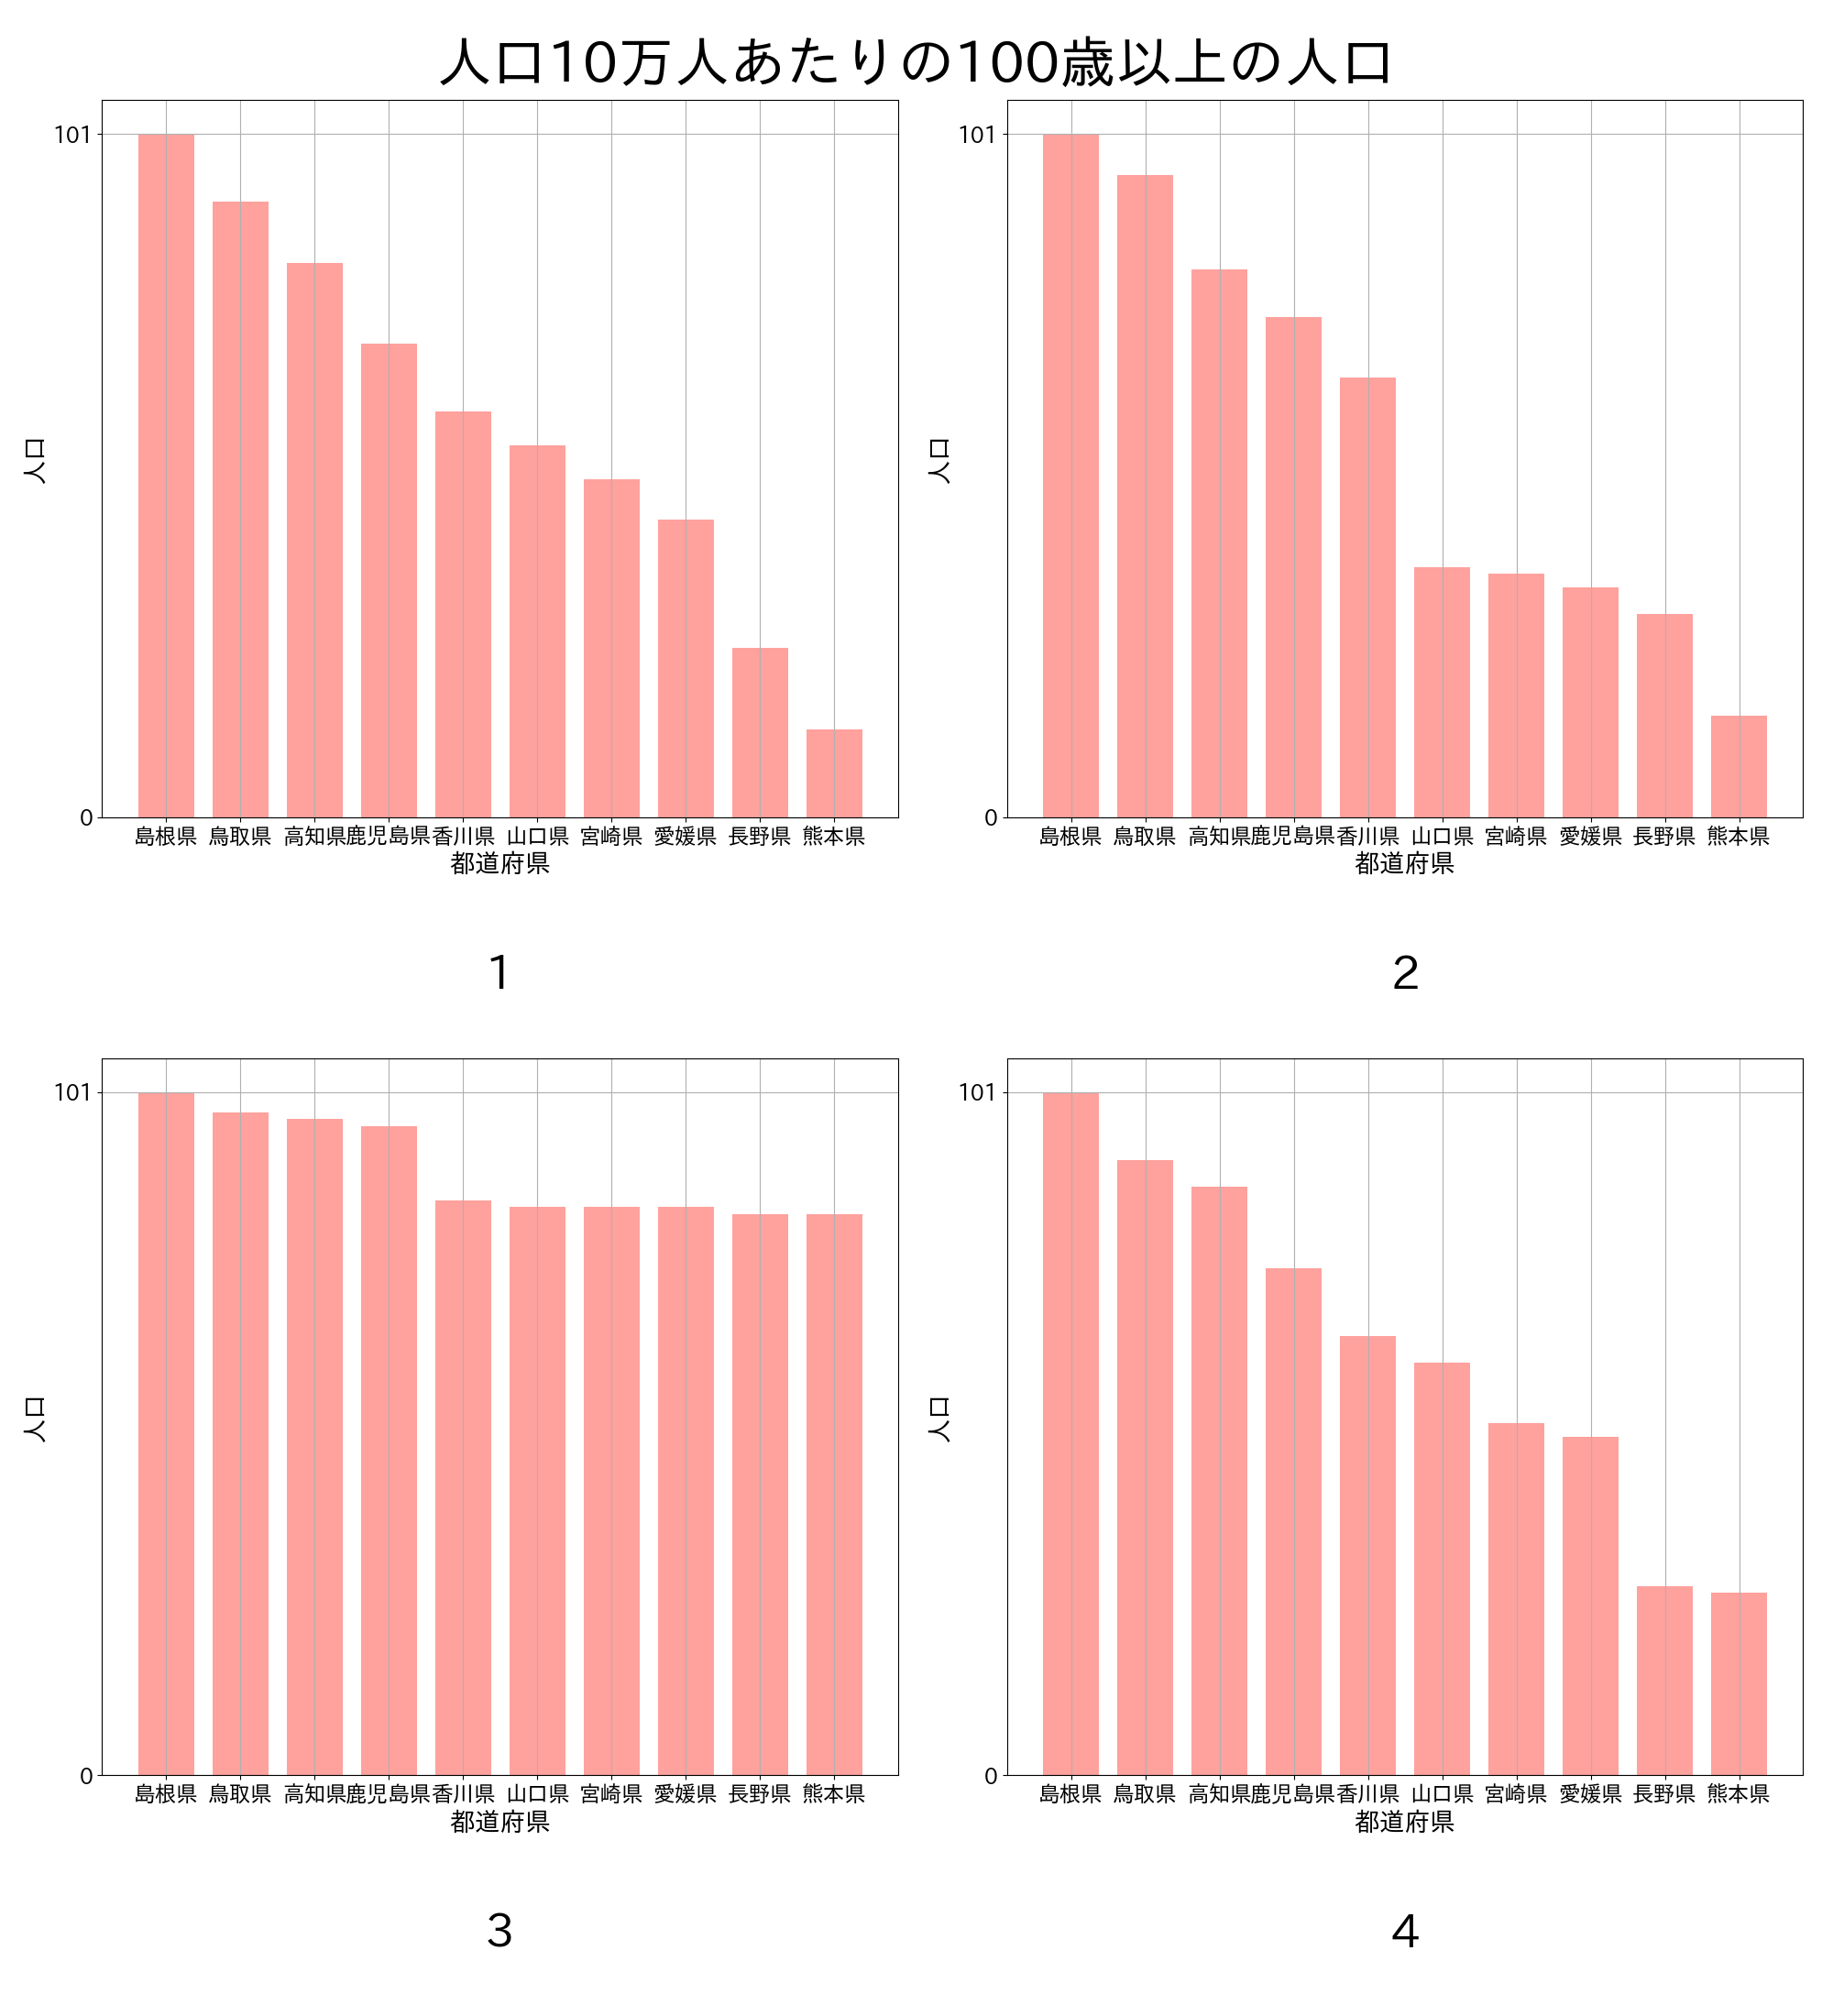 人口10万人あたりの100歳以上の人口
101
0
人口
島根県 鳥取県 高知県 鹿児島県 香川県 山口県 宮崎県 愛媛県 長野県 熊本県
都道府県
1
101
0
人口
島根県 鳥取県 高知県 鹿児島県 香川県 山口県 宮崎県 愛媛県 長野県 熊本県
都道府県
2
101
0
人口
島根県 鳥取県 高知県 鹿児島県 香川県 山口県 宮崎県 愛媛県 長野県 熊本県
都道府県
3
101
0
人口
島根県 鳥取県 高知県 鹿児島県 香川県 山口県 宮崎県 愛媛県 長野県 熊本県
都道府県
4